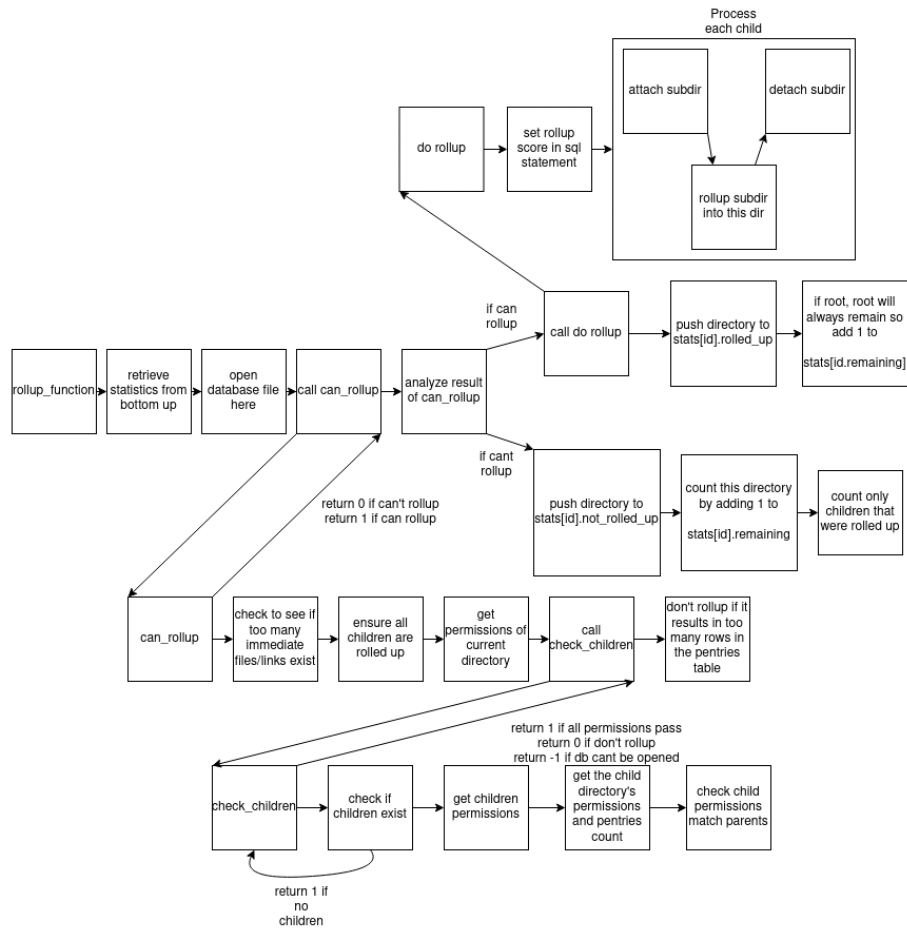 Process
each child
attach subdir
detach subdir
do rollup
set rollup
score in sql
statement
rollup subdir
into this dir
if can
rollup
call do rollup
push directory to
stats[id].rolled_up
if root, root will
always remain so
add 1 to
stats[id.remaining]
rollup_function
retrieve
statistics from
bottom up
open
database file
here
call can_rollup
analyze result
of can_rollup
if cant
rollup
push directory to
stats[id].not_rolled_up
count this directory
by adding 1 to
stats[id].remaining
count only
children that
were rolled up
return 0 if can't rollup
return 1 if can rollup
can_rollup
check to see if
too many
immediate
files/links exist
ensure all
children are
rolled up
get
permissions of
current
directory
call
check_children
don't rollup if it
results in too
many rows in
the pentries
table
return 1 if all permissions pass
return 0 if don't rollup
return -1 if db cant be opened
check_children
check if
children exist
get children
permissions
get the child
directory's
permissions
and pentries
count
check child
permissions
match parents
return 1 if
no
children